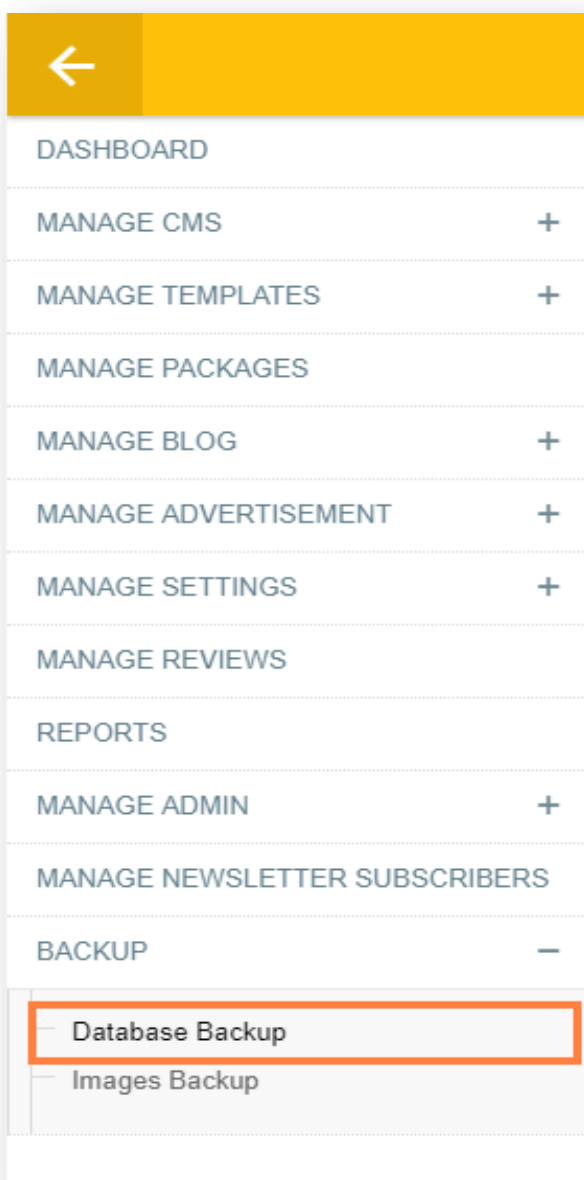 DASHBOARD
MANAGE CMS +
MANAGE TEMPLATES +
MANAGE PACKAGES
MANAGE BLOG +
MANAGE ADVERTISEMENT +
MANAGE SETTINGS +
MANAGE REVIEWS
REPORTS
MANAGE ADMIN +
MANAGE NEWSLETTER SUBSCRIBERS
BACKUP −
Database Backup
Images Backup